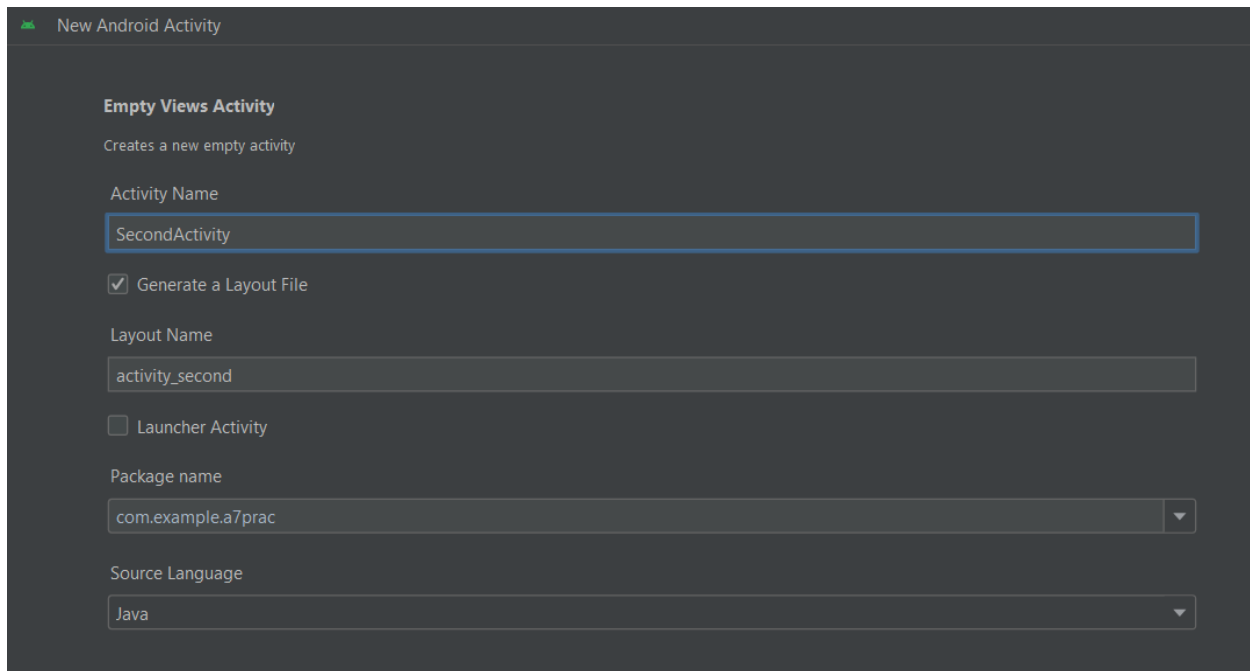 New Android Activity
Empty Views Activity
Creates a new empty activity
Activity Name
SecondActivity
Generate a Layout File
Layout Name
activity_second
Launcher Activity
Package name
com.example.a7prac
Source Language
Java